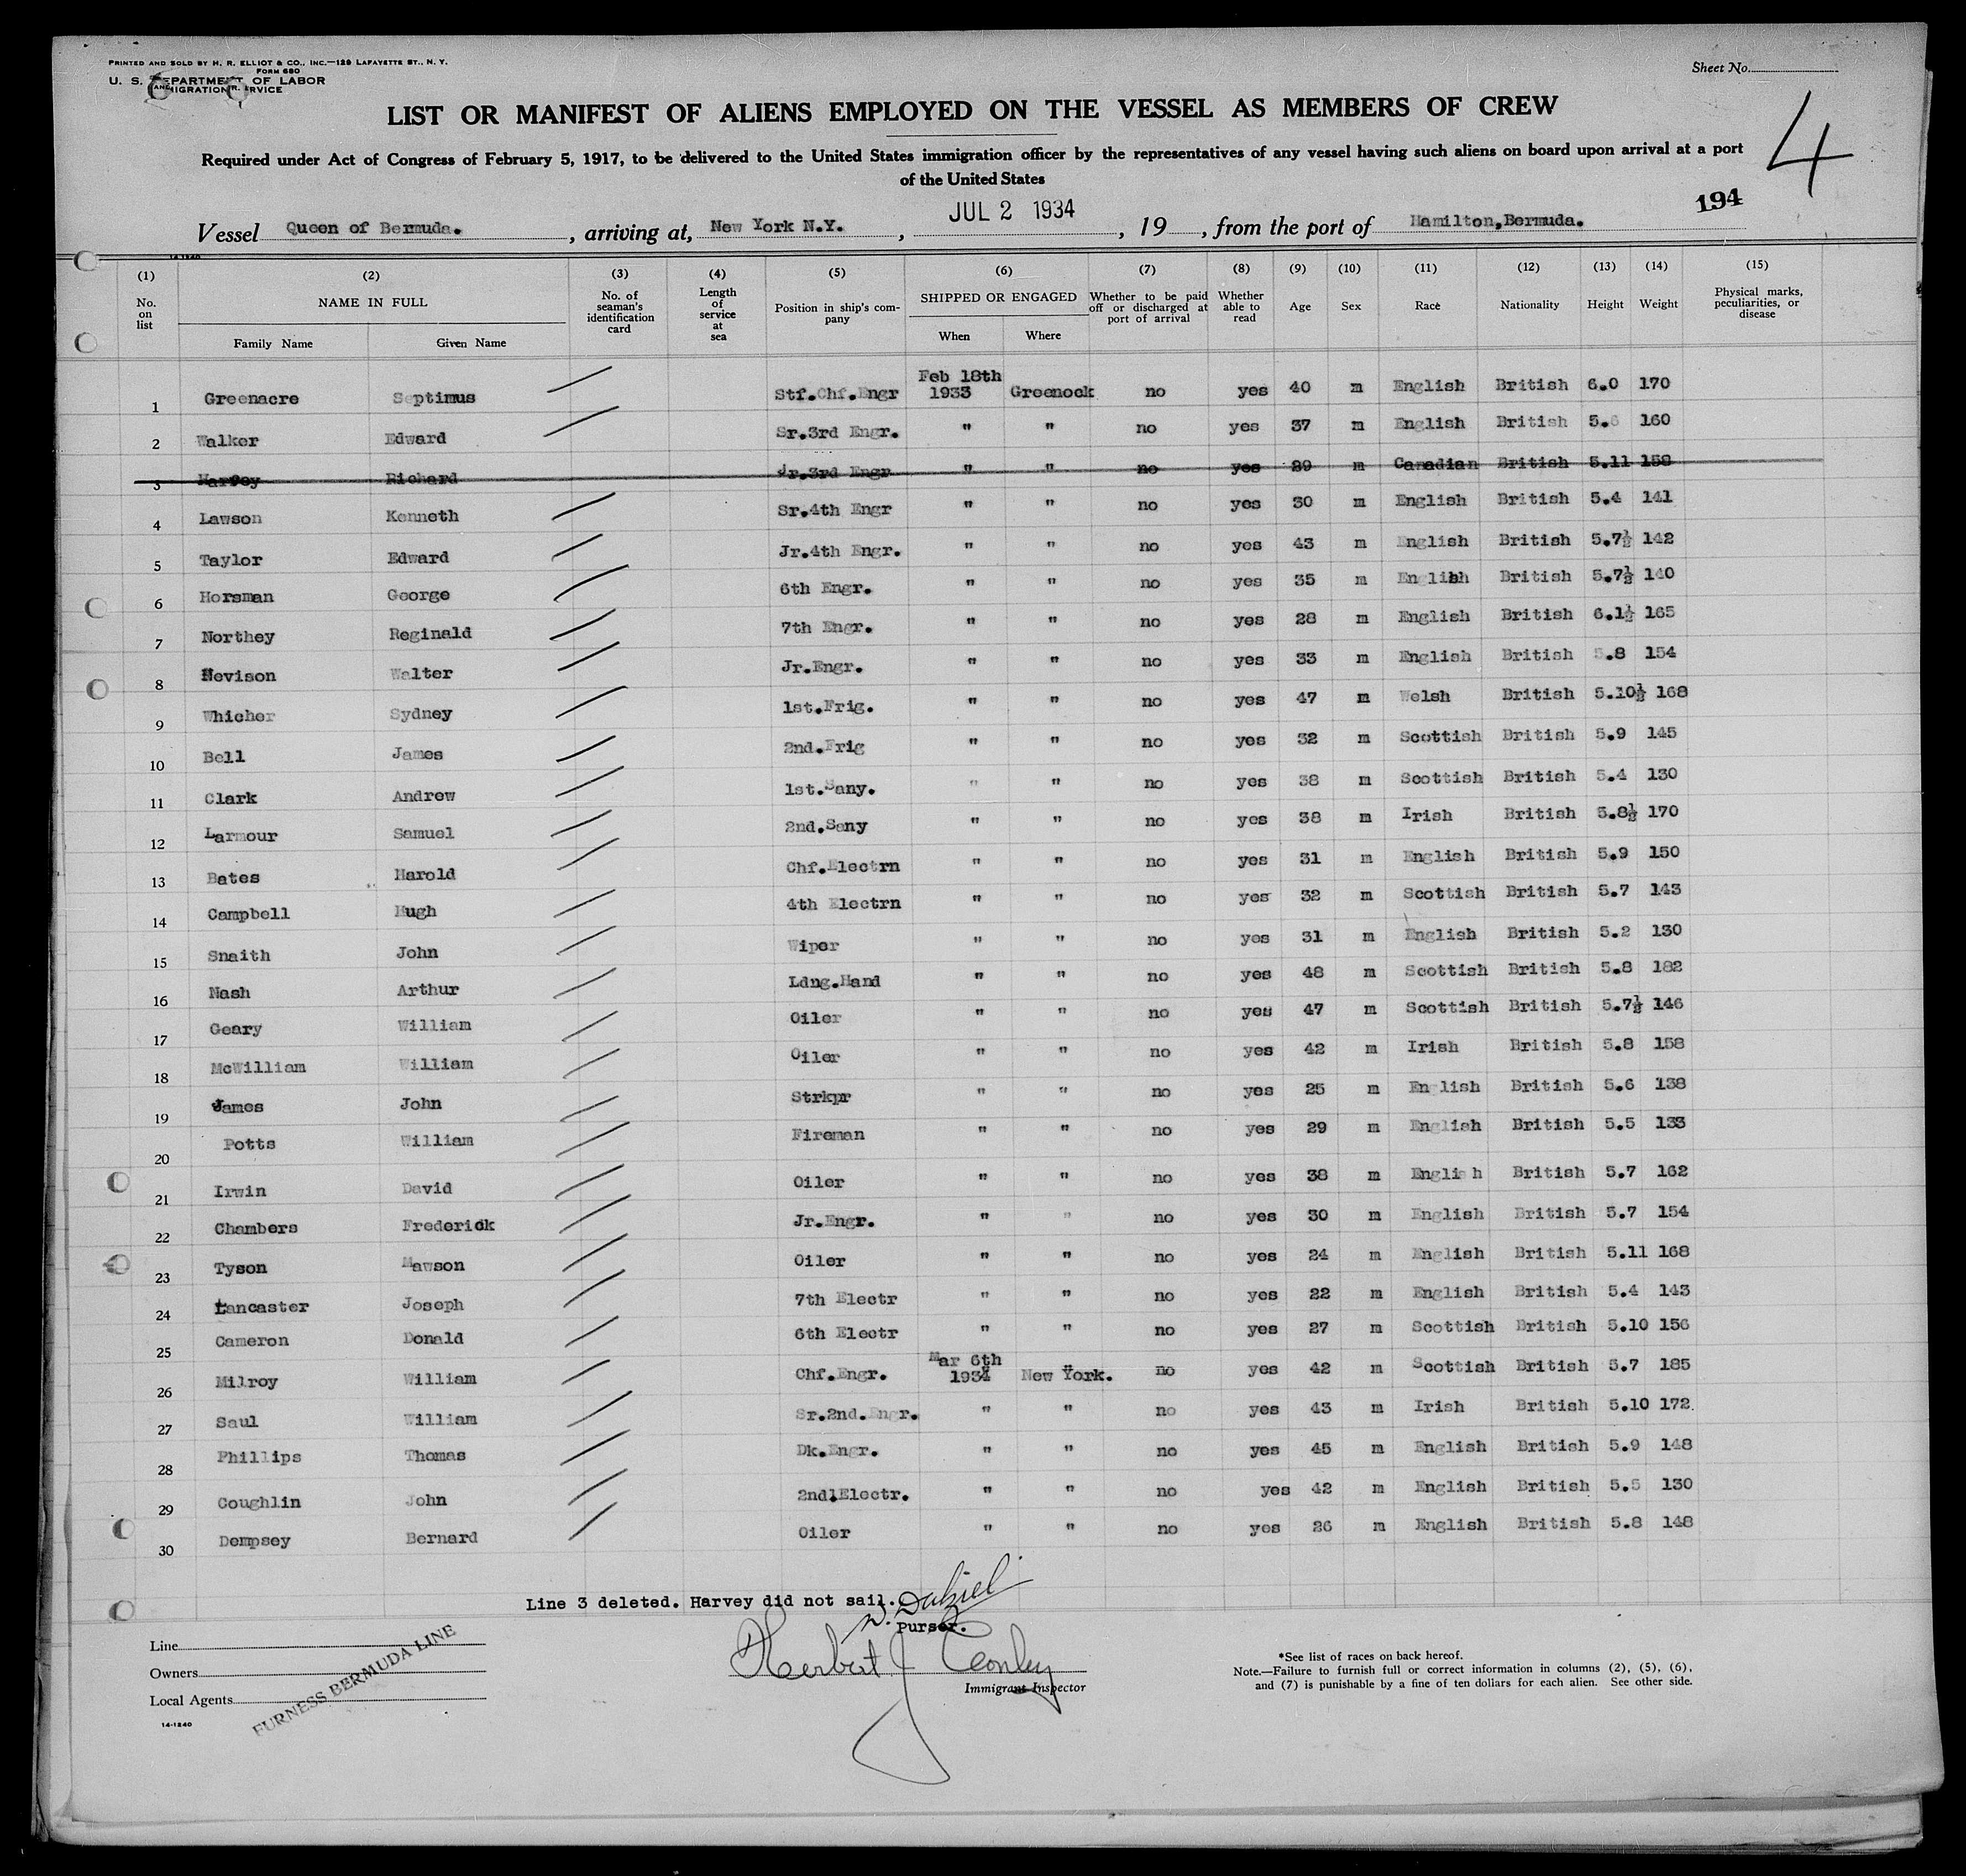 PRINTED AND SOLD BY H. R. ELLIOT & CO., INC.—129 LAFAYETTE ST., N. Y.
FORM 680
U. S. DEPARTMENT OF LABOR
IMMIGRATION SERVICE
Sheet No.
4
LIST OR MANIFEST OF ALIENS EMPLOYED ON THE VESSEL AS MEMBERS OF CREW
Required under Act of Congress of February 5, 1917, to be delivered to the United States immigration officer by the representatives of any vessel having such aliens on board upon arrival at a port
of the United States
194
Vessel Queen of Bermuda. , arriving at, New York N.Y. , JUL 2 1934 , 19 , from the port of Hamilton,Bermuda.
14-1240
(1) (2) (3) (4) (5) (6) (7) (8) (9) (10) (11) (12) (13) (14) (15)
No. on list NAME IN FULL Family Name Given Name No. of seaman's identification card Length of service at sea Position in ship's company SHIPPED OR ENGAGED When Where Whether to be paid off or discharged at port of arrival Whether able to read Age Sex Race Nationality Height Weight Physical marks, peculiarities, or disease
1 Greenacre Septimus Stf.Chf.Engr Feb 18th 1933 Greenock no yes 40 m English British 6.0 170
2 Walker Edward Sr.3rd Engr. " " no yes 37 m English British 5.6 160
3 Harvey Richard Jr.3rd Engr " " no yes 29 m Canadian British 5.11 158
4 Lawson Kenneth Sr.4th Engr " " no yes 30 m English British 5.4 141
5 Taylor Edward Jr.4th Engr. " " no yes 43 m English British 5.7½ 142
6 Horsman George 6th Engr. " " no yes 35 m English British 5.7½ 140
7 Northey Reginald 7th Engr. " " no yes 28 m English British 6.1½ 165
8 Nevison Walter Jr.Engr. " " no yes 33 m English British 5.8 154
9 Whicher Sydney 1st.Frig. " " no yes 47 m Welsh British 5.10½ 168
10 Bell James 2nd.Frig " " no yes 32 m Scottish British 5.9 145
11 Clark Andrew 1st.Sany. " " no yes 38 m Scottish British 5.4 130
12 Larmour Samuel 2nd.Sany " " no yes 38 m Irish British 5.8½ 170
13 Bates Harold Chf.Electrn " " no yes 31 m English British 5.9 150
14 Campbell Hugh 4th Electrn " " no yes 32 m Scottish British 5.7 143
15 Snaith John Wiper " " no yes 31 m English British 5.2 130
16 Nash Arthur Ldng.Hand " " no yes 48 m Scottish British 5.8 182
17 Geary William Oiler " " no yes 47 m Scottish British 5.7½ 146
18 McWilliam William Oiler " " no yes 42 m Irish British 5.8 158
19 James John Strkpr " " no yes 25 m English British 5.6 138
20 Potts William Fireman " " no yes 29 m English British 5.5 133
21 Irwin David Oiler " " no yes 38 m Engli h British 5.7 162
22 Chambers Frederick Jr.Engr. " " no yes 30 m English British 5.7 154
23 Tyson Mawson Oiler " " no yes 24 m English British 5.11 168
24 Lancaster Joseph 7th Electr " " no yes 22 m English British 5.4 143
25 Cameron Donald 6th Electr " " no yes 27 m Scottish British 5.10 156
26 Milroy William Chf.Engr. Mar 6th 1934 New York. no yes 42 m Scottish British 5.7 185
27 Saul William Sr.2nd.Engr. " " no yes 43 m Irish British 5.10 172.
28 Phillips Thomas Dk.Engr. " " no yes 45 m English British 5.9 148
29 Coughlin John 2ndlElectr. " " no yes 42 m English British 5.5 130
30 Dempsey Bernard Oiler " " no yes 26 m English British 5.8 148
Line 3 deleted. Harvey did not sail. W. Dalziel
Purser.
Line
Owners
Local Agents
FURNESS BERMUDA LINE
14-1240
Herbert J Conley
Immigrant Inspector
*See list of races on back hereof.
Note.—Failure to furnish full or correct information in columns (2), (5), (6),
and (7) is punishable by a fine of ten dollars for each alien. See other side.